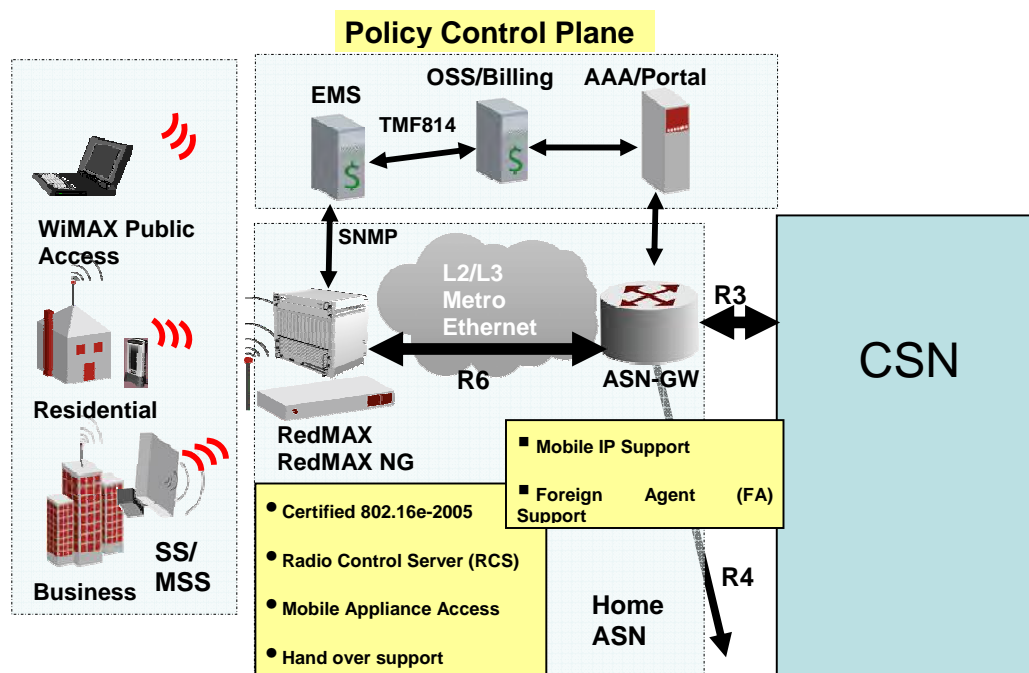 Policy Control Plane
OSS/Billing
AAA/Portal
EMS
TMF814
$
$
WiMAX Public
Access
SNMP
L2/L3
Metro
Ethernet
R3
CSN
R6
ASN-GW
Residential
RedMAX
RedMAX NG
▪ Mobile IP Support
▪ Foreign Agent (FA)
Support
• Certified 802.16e-2005
• Radio Control Server (RCS)
• Mobile Appliance Access
• Hand over support
SS/
MSS
Business
R4
Home
ASN